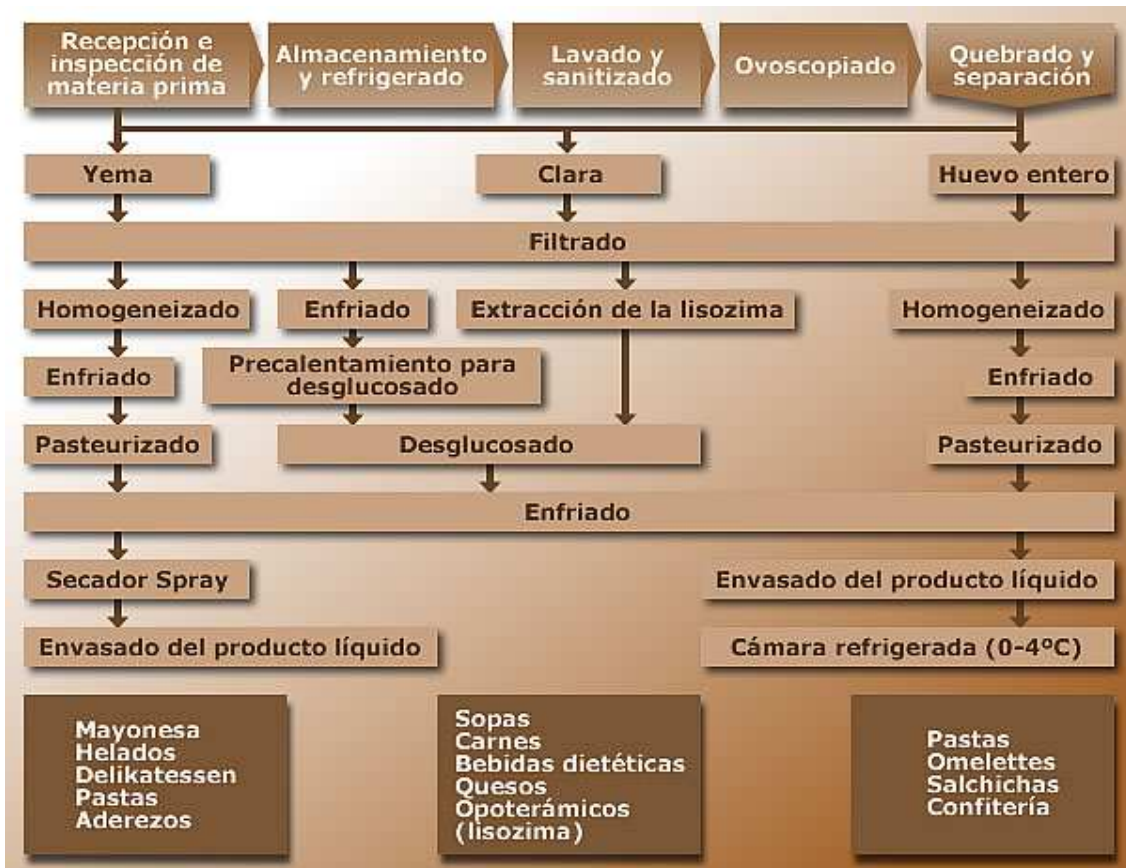 Recepción e
inspección de
materia prima
Almacenamiento
y refrigerado
Lavado y
sanitizado
Ovoscopiado
Quebrado y
separación
Yema
Clara
Huevo entero
Filtrado
Homogeneizado
Enfriado
Extracción de la lisozima
Homogeneizado
Enfriado
Precalentamiento para
desglucosado
Enfriado
Pasteurizado
Desglucosado
Pasteurizado
Enfriado
Secador Spray
Envasado del producto líquido
Envasado del producto líquido
Cámara refrigerada (0-4ºC)
Mayonesa
Helados
Delikatessen
Pastas
Aderezos
Sopas
Carnes
Bebidas dietéticas
Quesos
Opoterámicos
(lisozima)
Pastas
Omelettes
Salchichas
Confitería